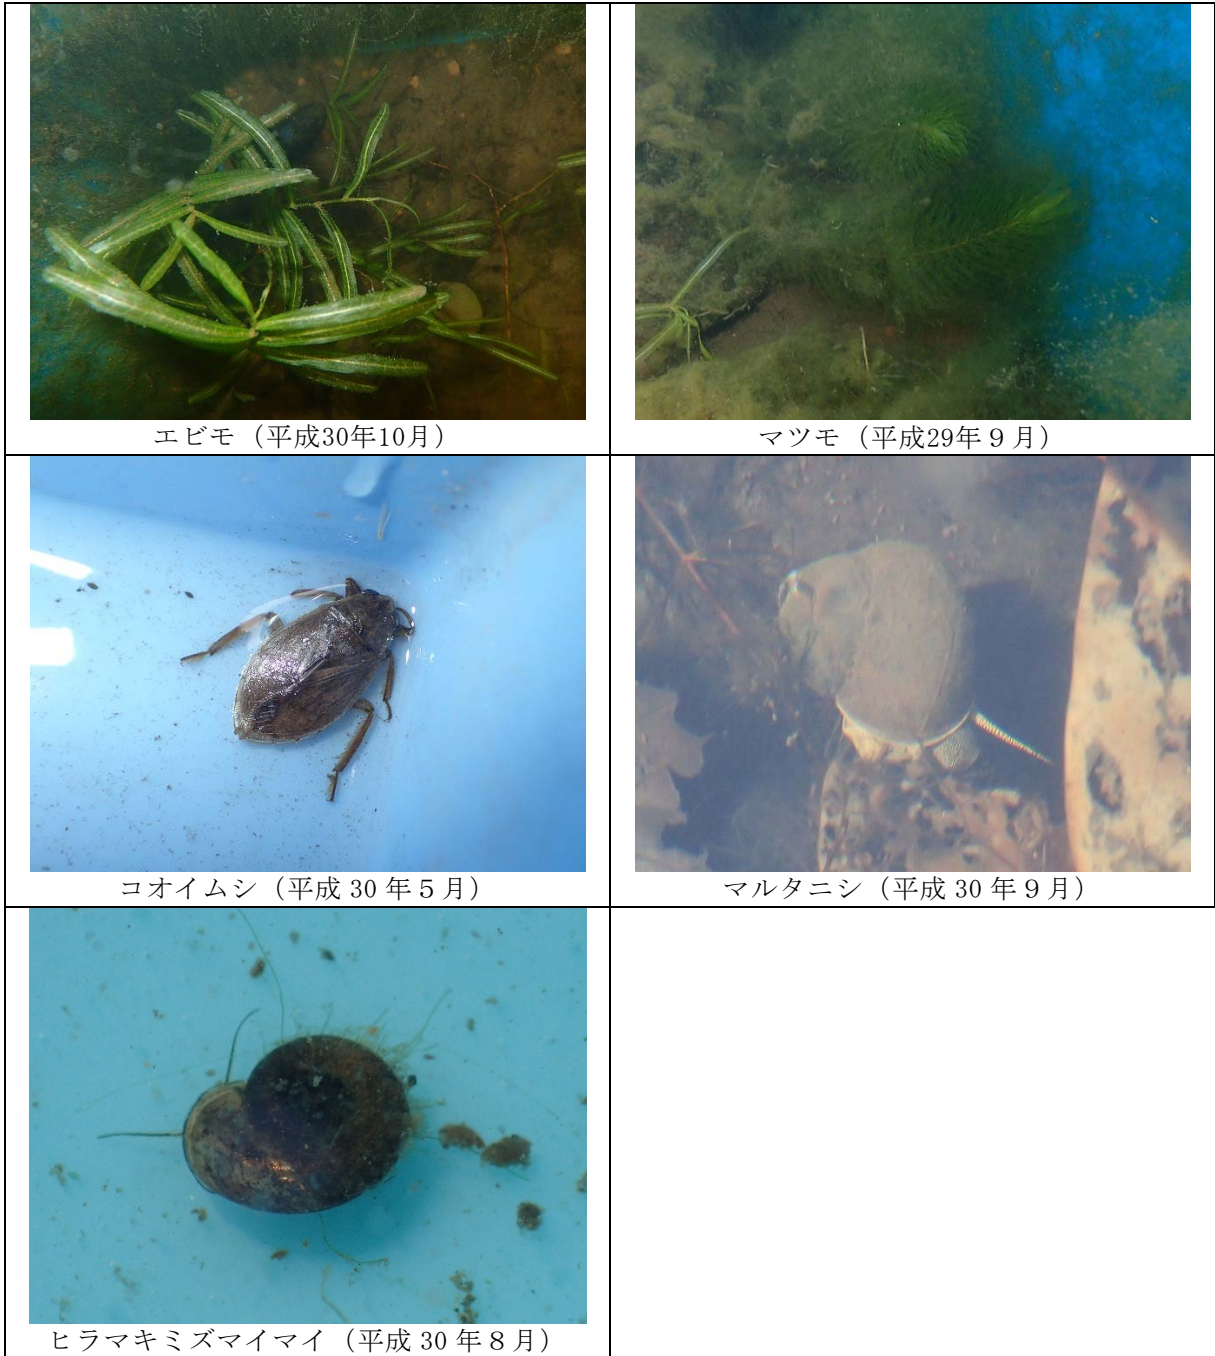 エビモ（平成30年10月）
マツモ（平成29年９月）
コオイムシ（平成 30 年５月）
マルタニシ（平成 30 年９月）
ヒラマキミズマイマイ（平成 30 年８月）